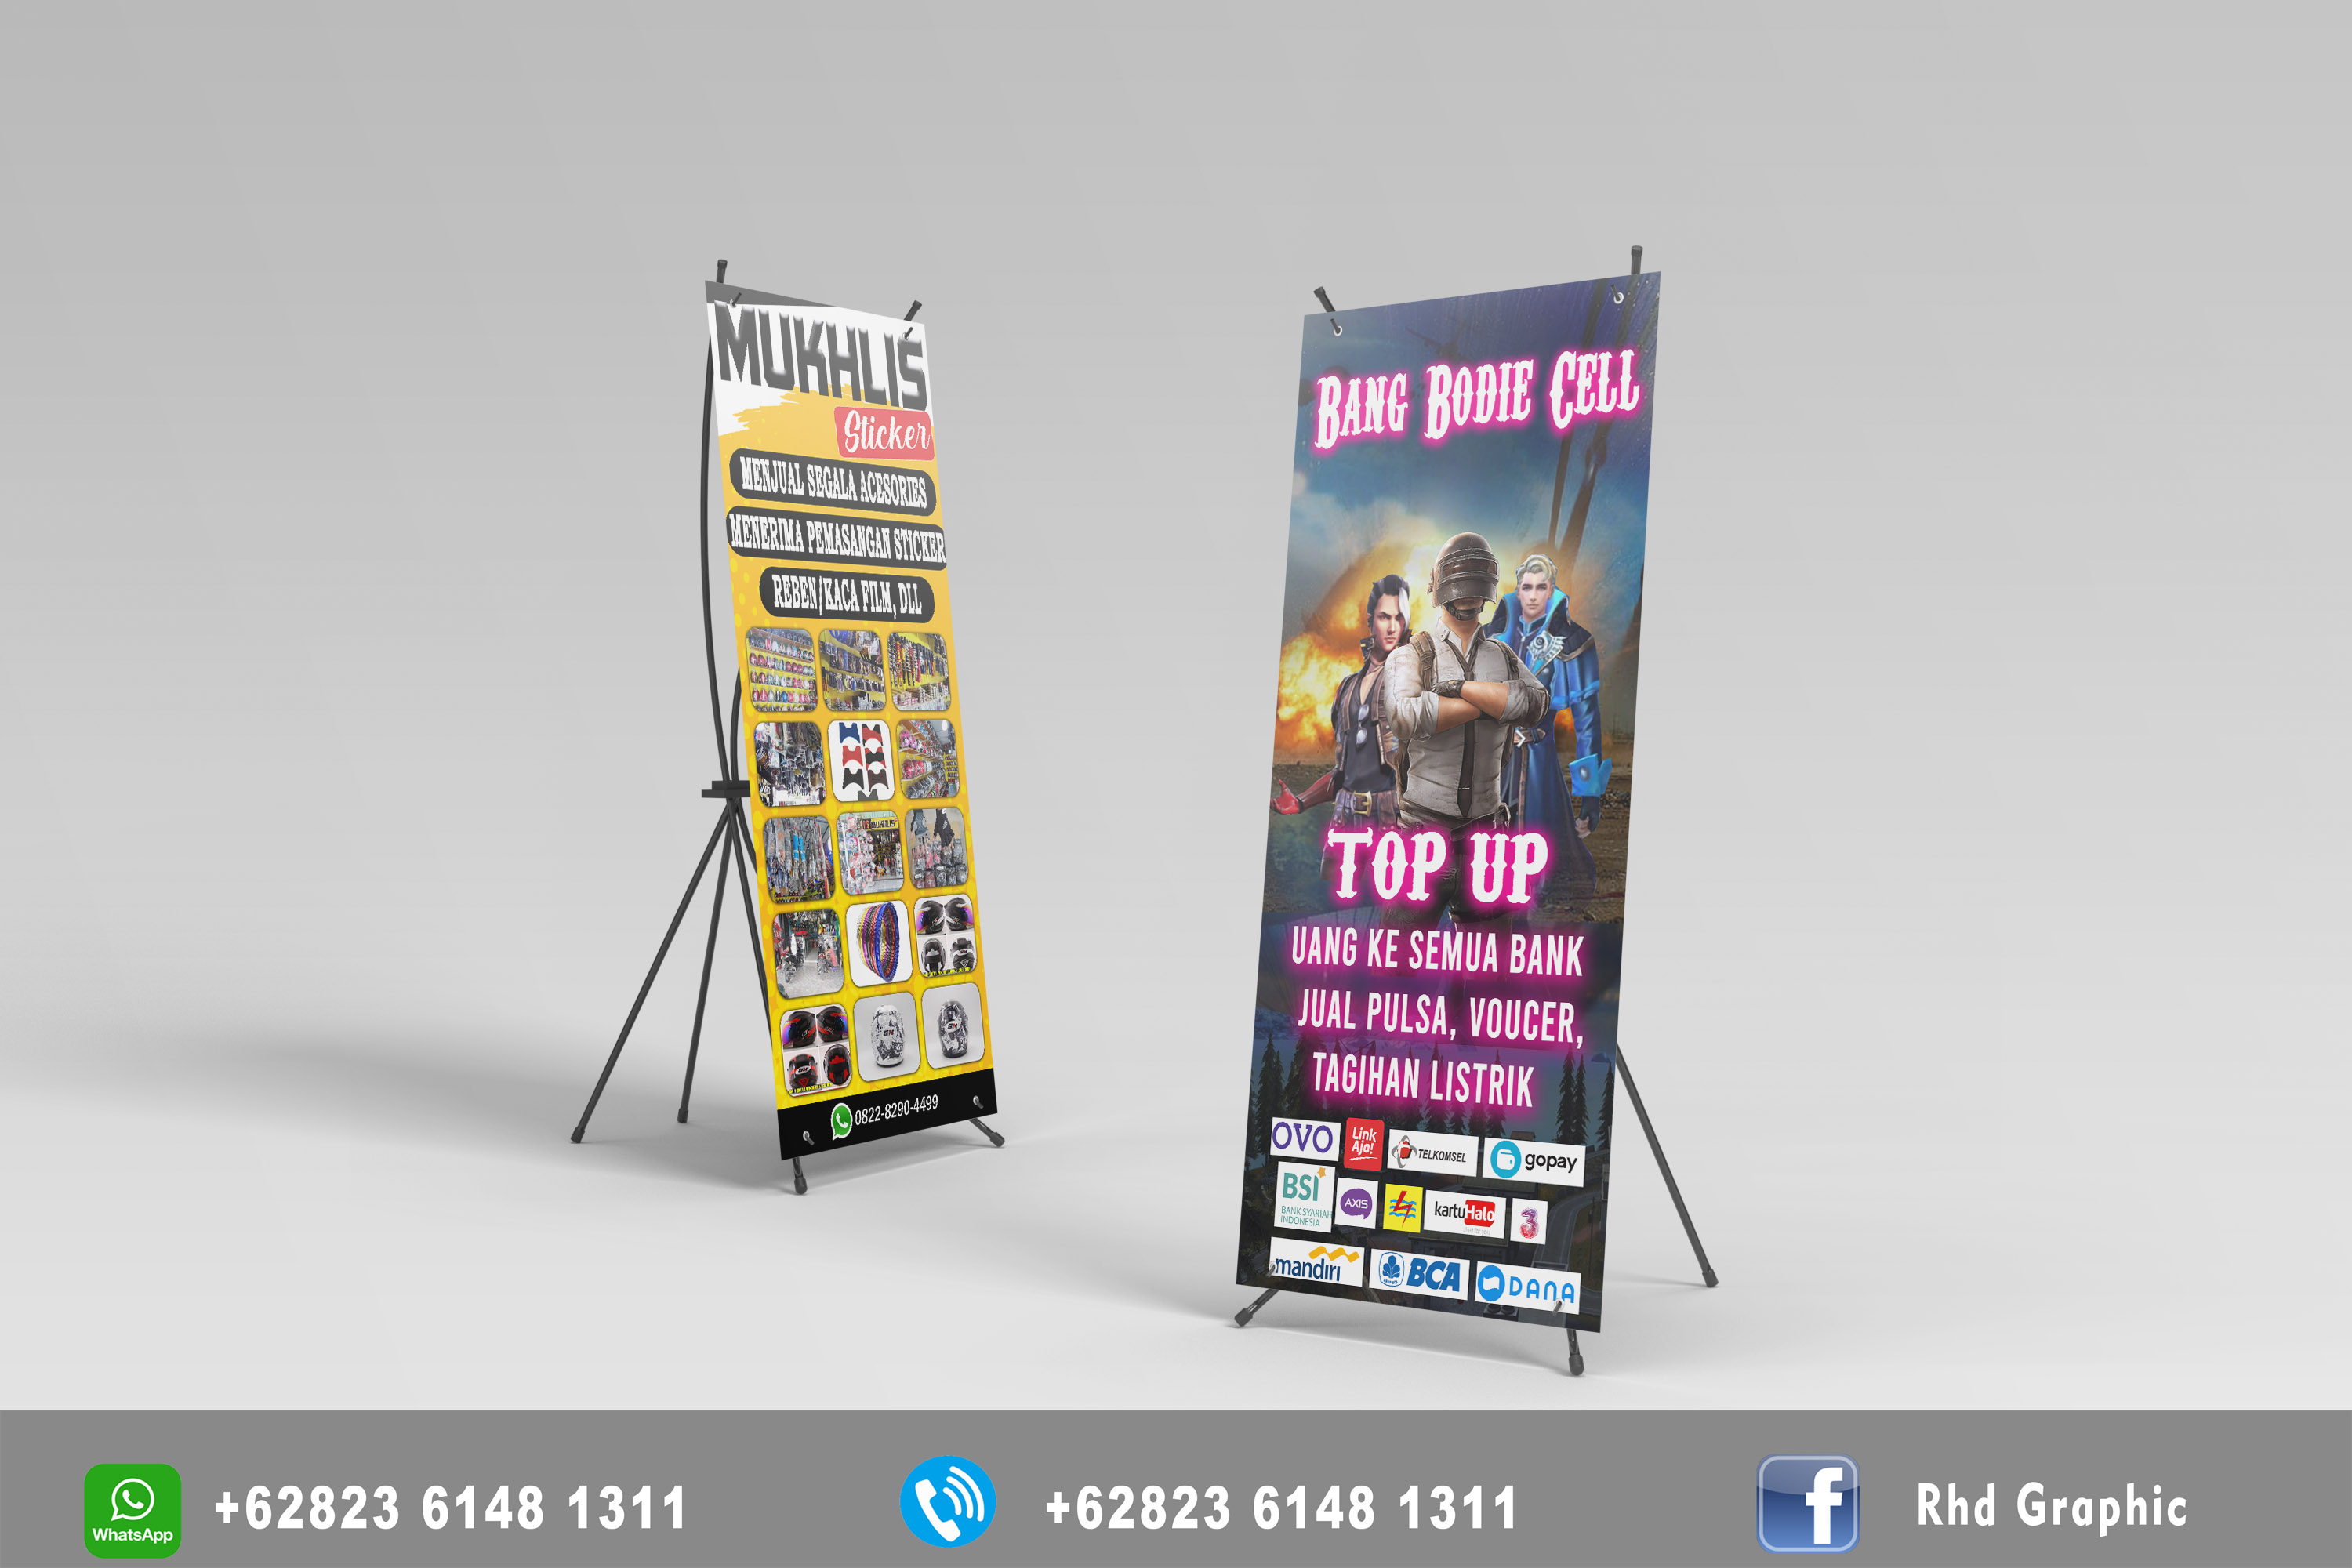 MUKHLIS
Sticker
MENJUAL SEGALA ACESORIES
MENERIMA PEMASANGAN STICKER
REBEN/KACA FILM, DLL
0822-8290-4499
BANG BODIE CELL
TOP UP
UANG KE SEMUA BANK
JUAL PULSA, VOUCER,
TAGIHAN LISTRIK
OVO
Link
Aja!
TELKOMSEL
gopay
BSI
BANK SYARIAH
INDONESIA
AXIS
kartuHalo
3
mandiri
BCA
DANA
WhatsApp
+62823 6148 1311
+62823 6148 1311
Rhd Graphic